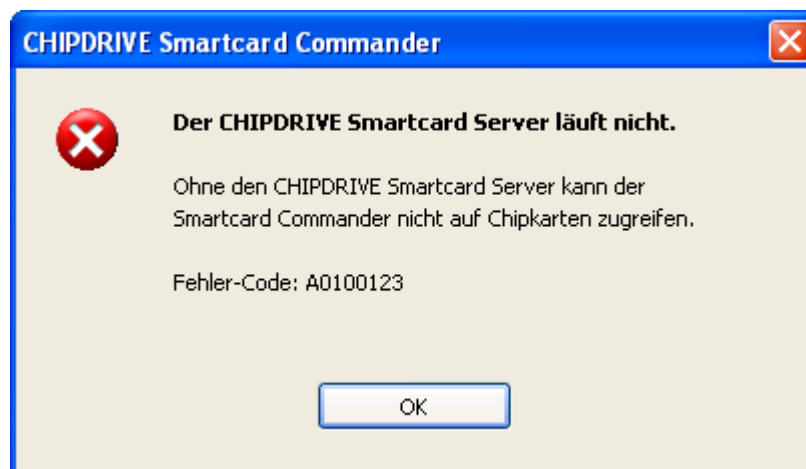 CHIPDRIVE Smartcard Commander
Der CHIPDRIVE Smartcard Server läuft nicht.
Ohne den CHIPDRIVE Smartcard Server kann der
Smartcard Commander nicht auf Chipkarten zugreifen.
Fehler-Code: A0100123
OK